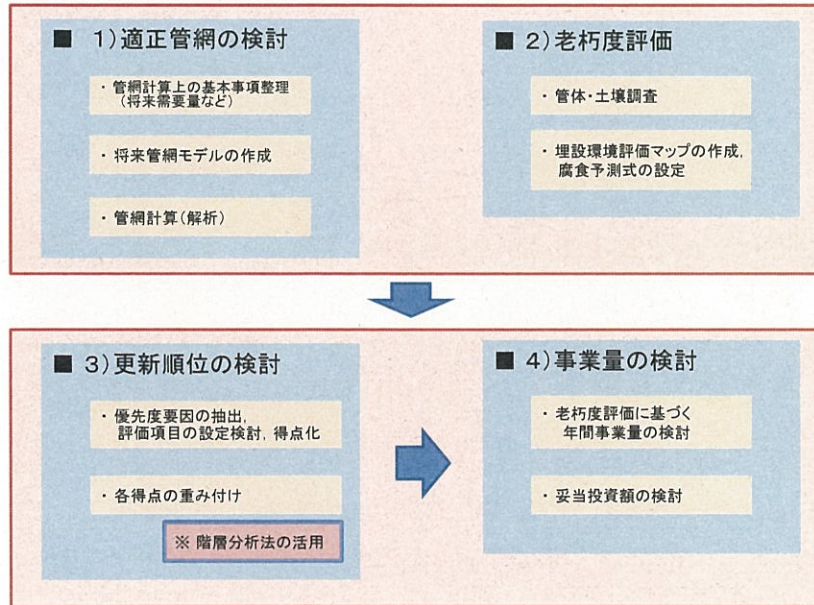 ■ 1)適正管網の検討
・ 管網計算上の基本事項整理
(将来需要量など)
・ 将来管網モデルの作成
・ 管網計算(解析)
■ 2)老朽度評価
・ 管体・土壌調査
・ 埋設環境評価マップの作成,
腐食予測式の設定
■ 3)更新順位の検討
・ 優先度要因の抽出,
評価項目の設定検討, 得点化
・ 各得点の重み付け
※ 階層分析法の活用
■ 4)事業量の検討
・ 老朽度評価に基づく
年間事業量の検討
・ 妥当投資額の検討